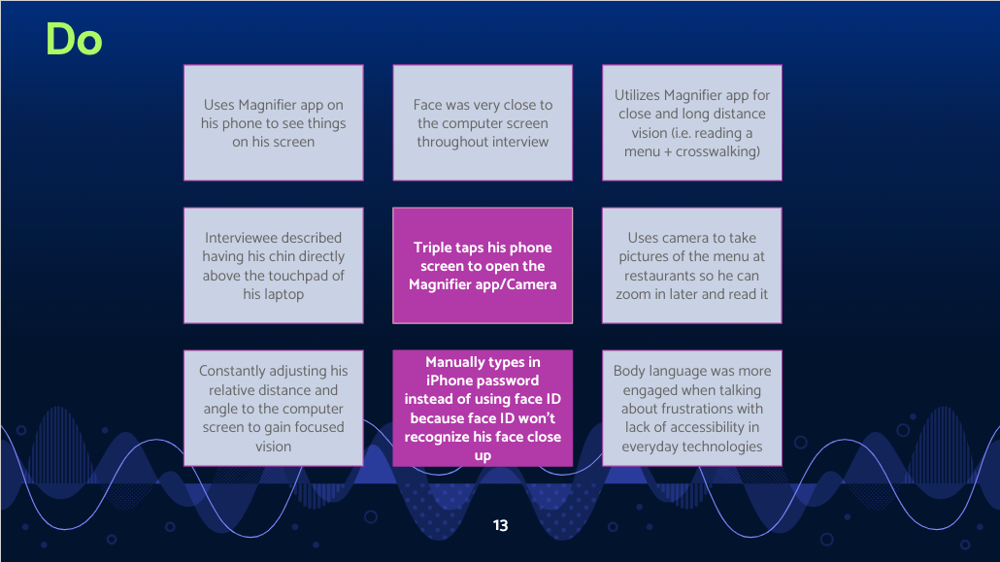 Do
Uses Magnifier app on
his phone to see things
on his screen
Face was very close to
the computer screen
throughout interview
Utilizes Magnifier app for
close and long distance
vision (i.e. reading a
menu + crosswalking)
Interviewee described
having his chin directly
above the touchpad of
his laptop
Triple taps his phone
screen to open the
Magnifier app/Camera
Uses camera to take
pictures of the menu at
restaurants so he can
zoom in later and read it
Constantly adjusting his
relative distance and
angle to the computer
screen to gain focused
vision
Manually types in
iPhone password
instead of using face ID
because face ID won't
recognize his face close
up
Body language was more
engaged when talking
about frustrations with
lack of accessibility in
everyday technologies
13